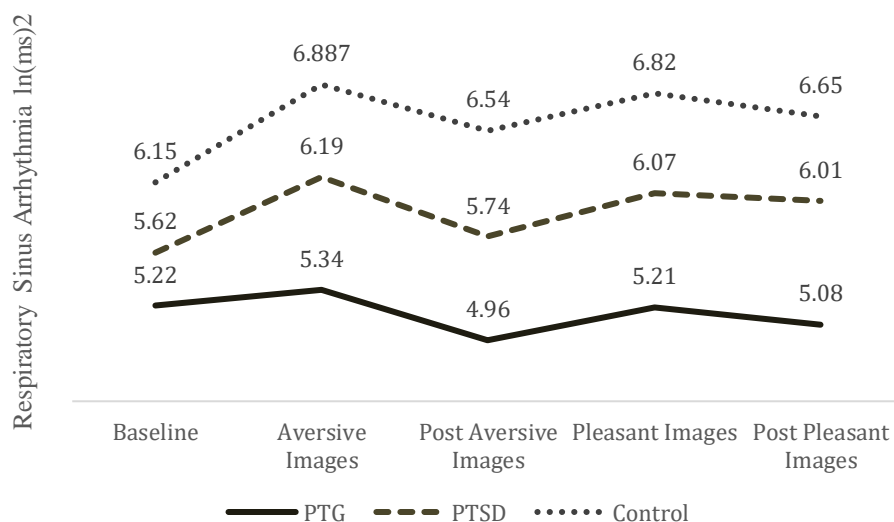 Respiratory Sinus Arrhythmia ln(ms)2
6.887
6.82
6.65
6.54
6.15
6.19
6.07
6.01
5.74
5.62
5.34
5.22
5.21
5.08
4.96
Baseline
Aversive
Images
Post Aversive
Images
Pleasant Images
Post Pleasant
Images
PTG
PTSD
Control